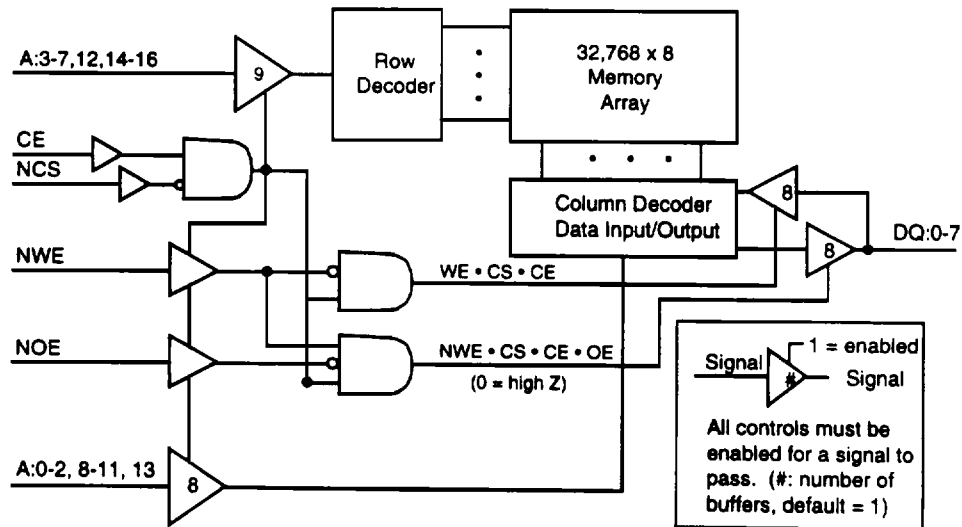 A:3-7,12,14-16
9
Row
Decoder
32,768 x 8
Memory
Array
CE
NCS
Column Decoder
Data Input/Output
8
8
DQ:0-7
NWE
WE • CS • CE
NOE
NWE • CS • CE • OE
(0 = high Z)
A:0-2, 8-11, 13
8
1 = enabled
Signal
#
Signal
All controls must be
enabled for a signal to
pass. (#: number of
buffers, default = 1)